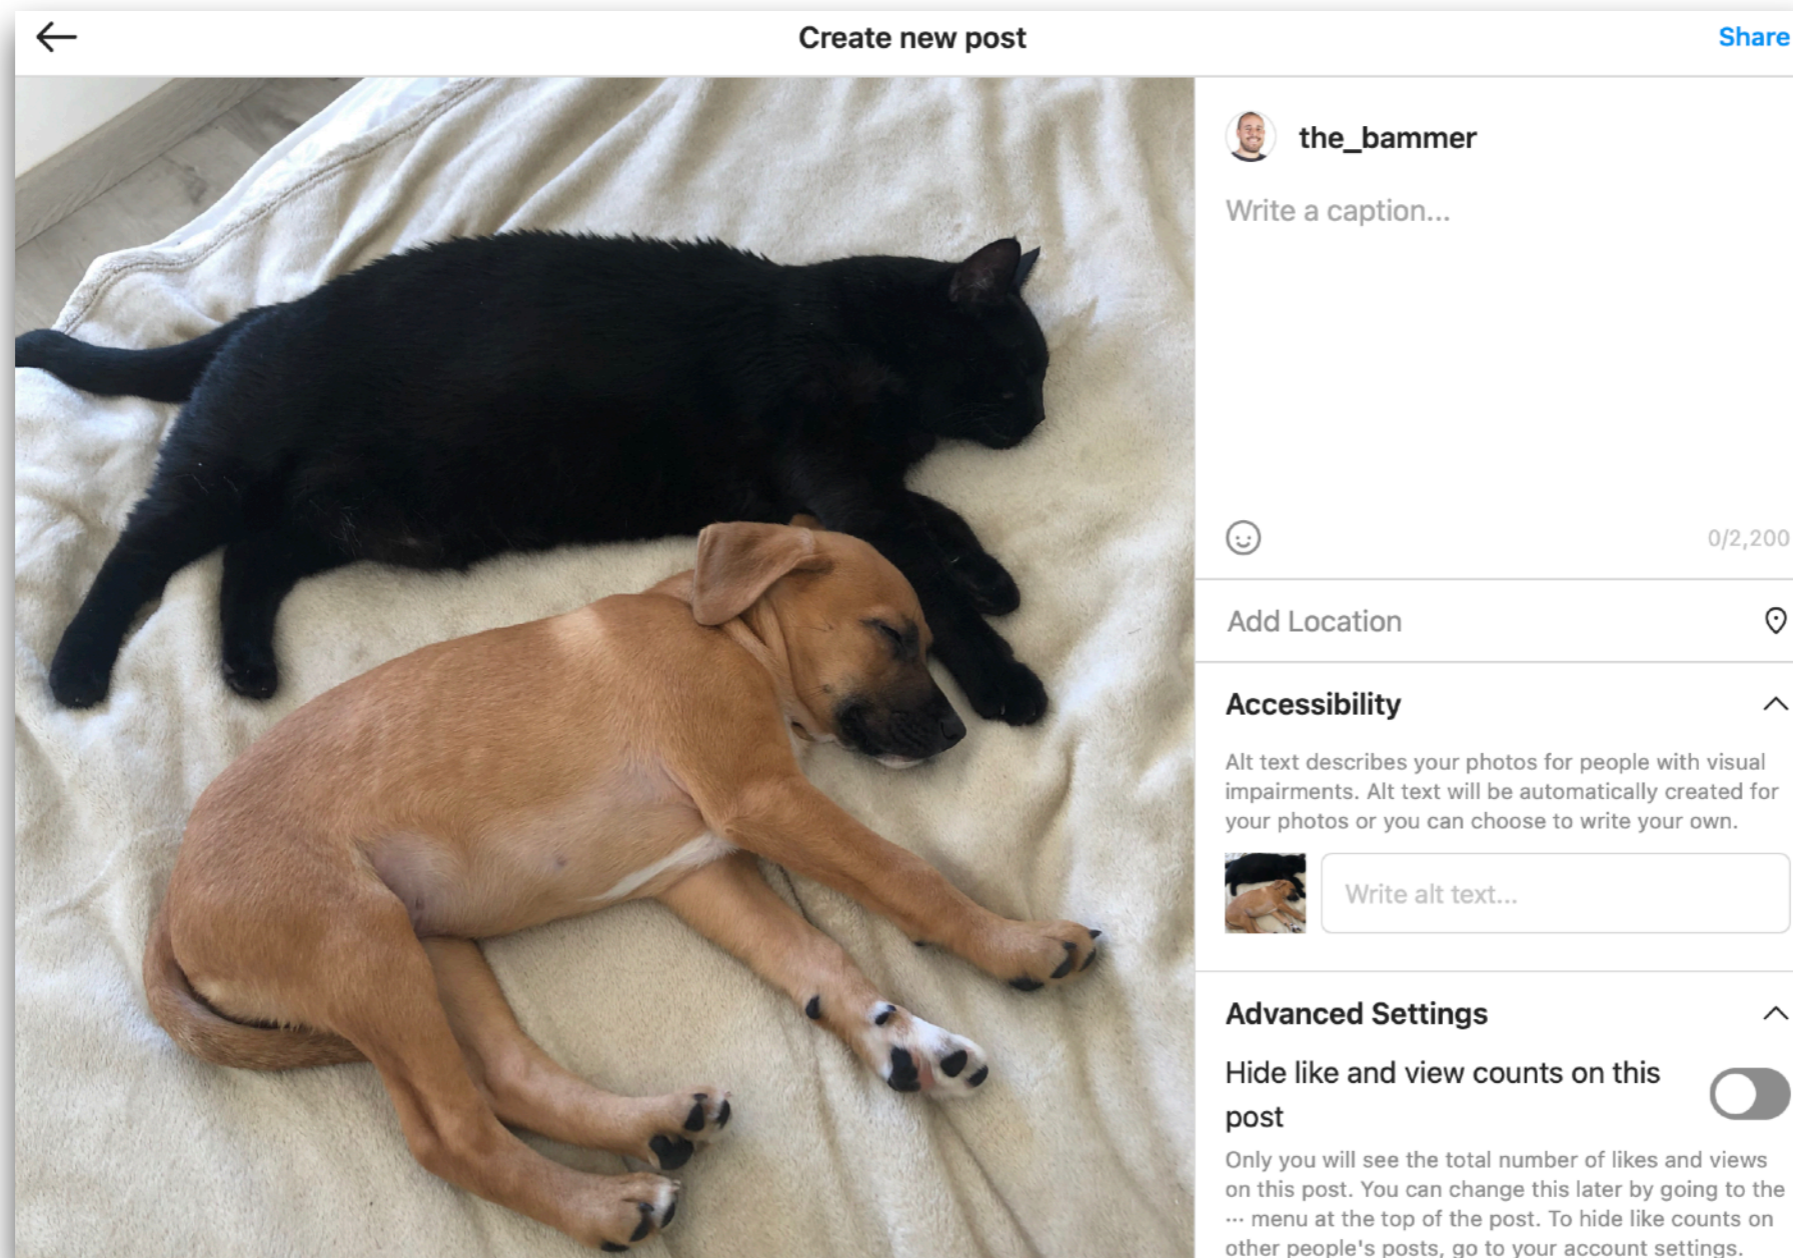 Create new post
Share
the_bammer
Write a caption...
0/2,200
Add Location
Accessibility
Alt text describes your photos for people with visual
impairments. Alt text will be automatically created for
your photos or you can choose to write your own.
Write alt text...
Advanced Settings
Hide like and view counts on this
post
Only you will see the total number of likes and views
on this post. You can change this later by going to the
··· menu at the top of the post. To hide like counts on
other people's posts, go to your account settings.